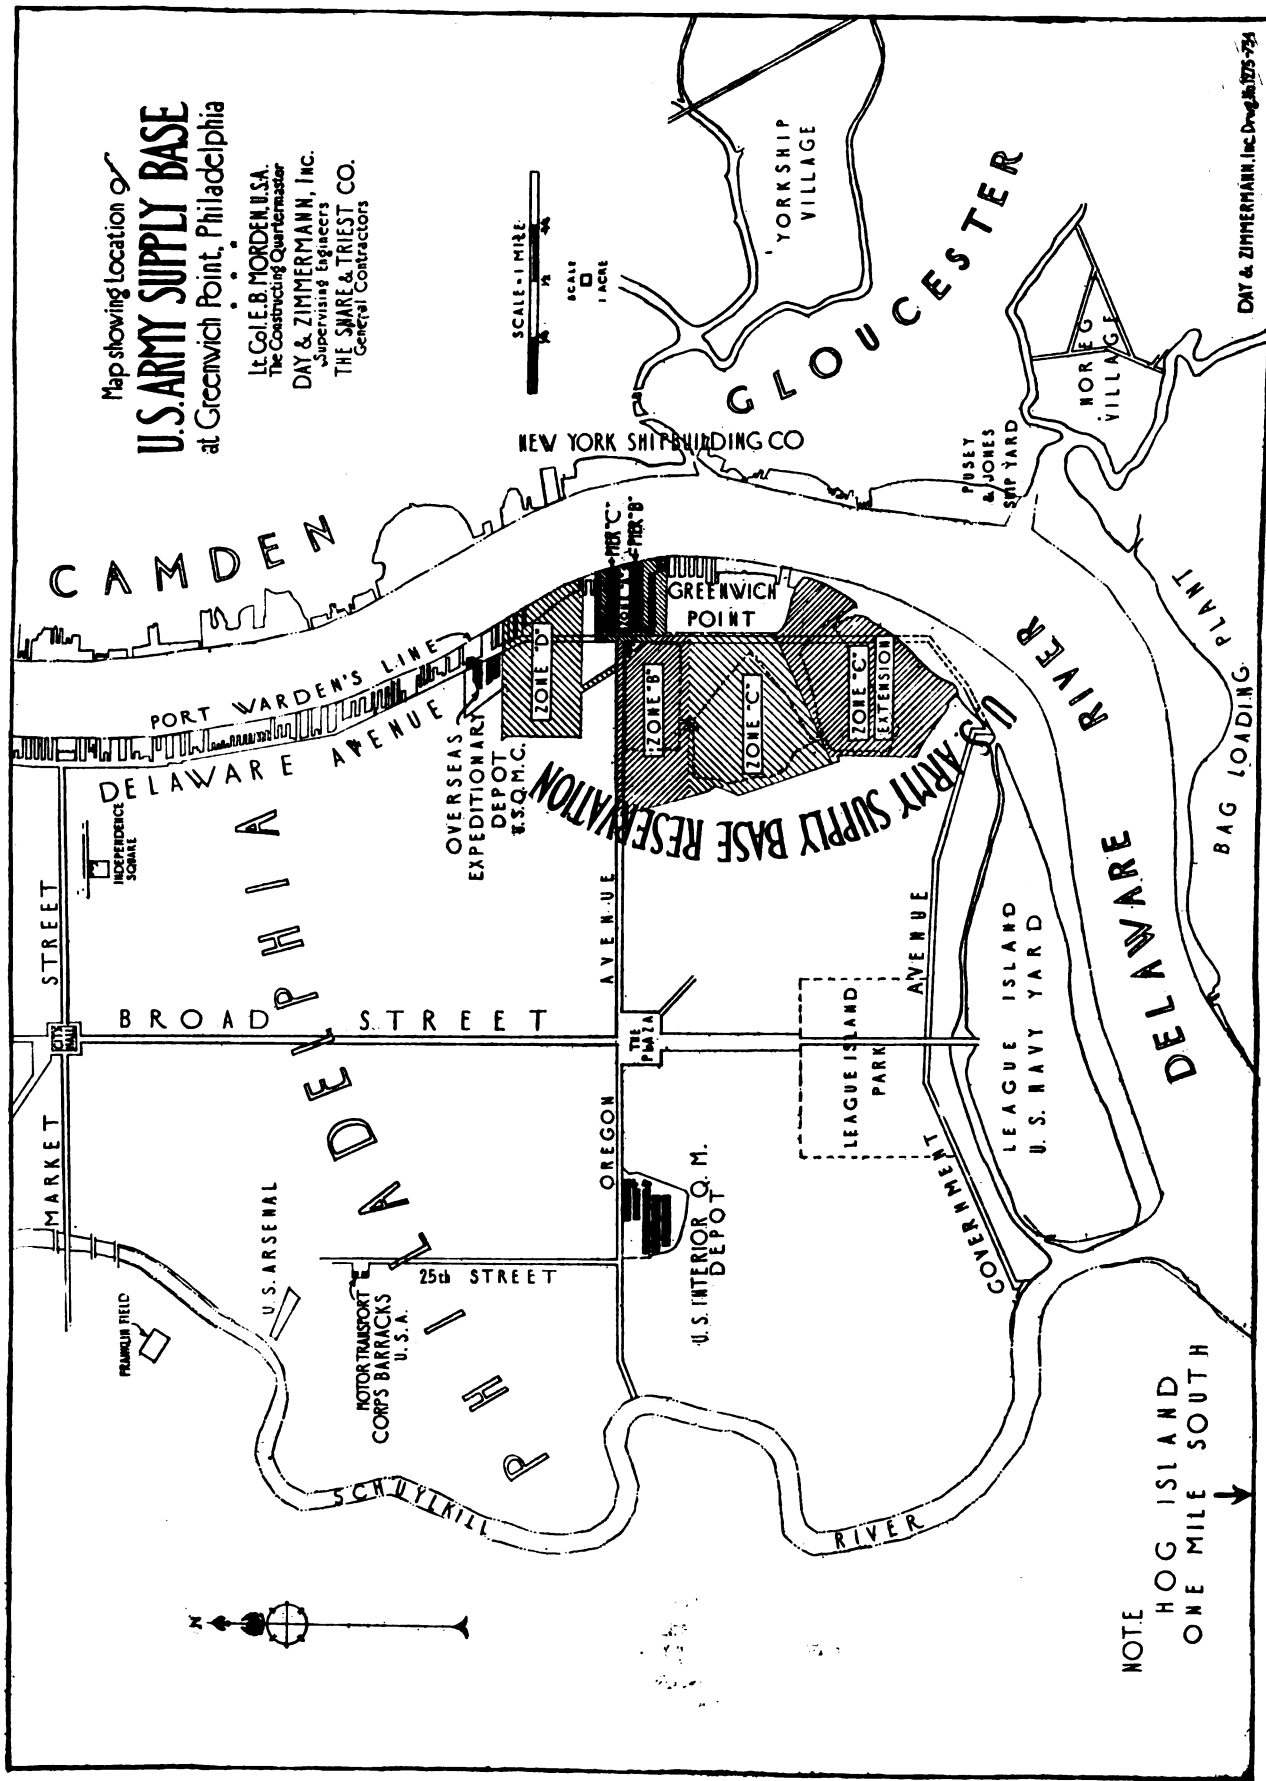 Map showing Location of
U.S. ARMY SUPPLY BASE
at Greenwich Point, Philadelphia
Lt. Col. E.B. MORDEN, U.S.A.
The Constructing Quartermaster
DAY & ZIMMERMANN, Inc.
Supervising Engineers
THE SNARE & TRIEST CO.
General Contractors
SCALE = 1 MILE
SCALE
1 ACRE
CAMDEN
YORKSHIP
VILLAGE
GLOUCESTER
NEW YORK SHIPBUILDING CO
PUSEY
& JONES
SHIP YARD
NOREG
VILLAGE
BAG LOADING PLANT
DELAWARE RIVER
PORT WARDEN'S LINE
DELAWARE AVENUE
PIER "C"
PIER "B"
GREENWICH
POINT
ZONE "D"
ZONE "B"
ZONE "C"
ZONE "C"
EXTENSION
U.S. ARMY SUPPLY BASE RESERVATION
OVERSEAS
EXPEDITIONARY
DEPOT
U.S.Q.M.C.
INDEPENDENCE
SQUARE
PHILADELPHIA
MARKET STREET
CITY
HALL
BROAD STREET
OREGON AVENUE
THE
PLAZA
LEAGUE ISLAND
PARK
GOVERNMENT AVENUE
LEAGUE ISLAND
U.S. NAVY YARD
U.S. INTERIOR Q.M.
DEPOT
25th STREET
MOTOR TRANSPORT
CORPS BARRACKS
U.S.A.
U.S. ARSENAL
FRANKLIN FIELD
SCHUYLKILL RIVER
N
NOTE
HOG ISLAND
ONE MILE SOUTH
DAY & ZIMMERMANN, Inc.